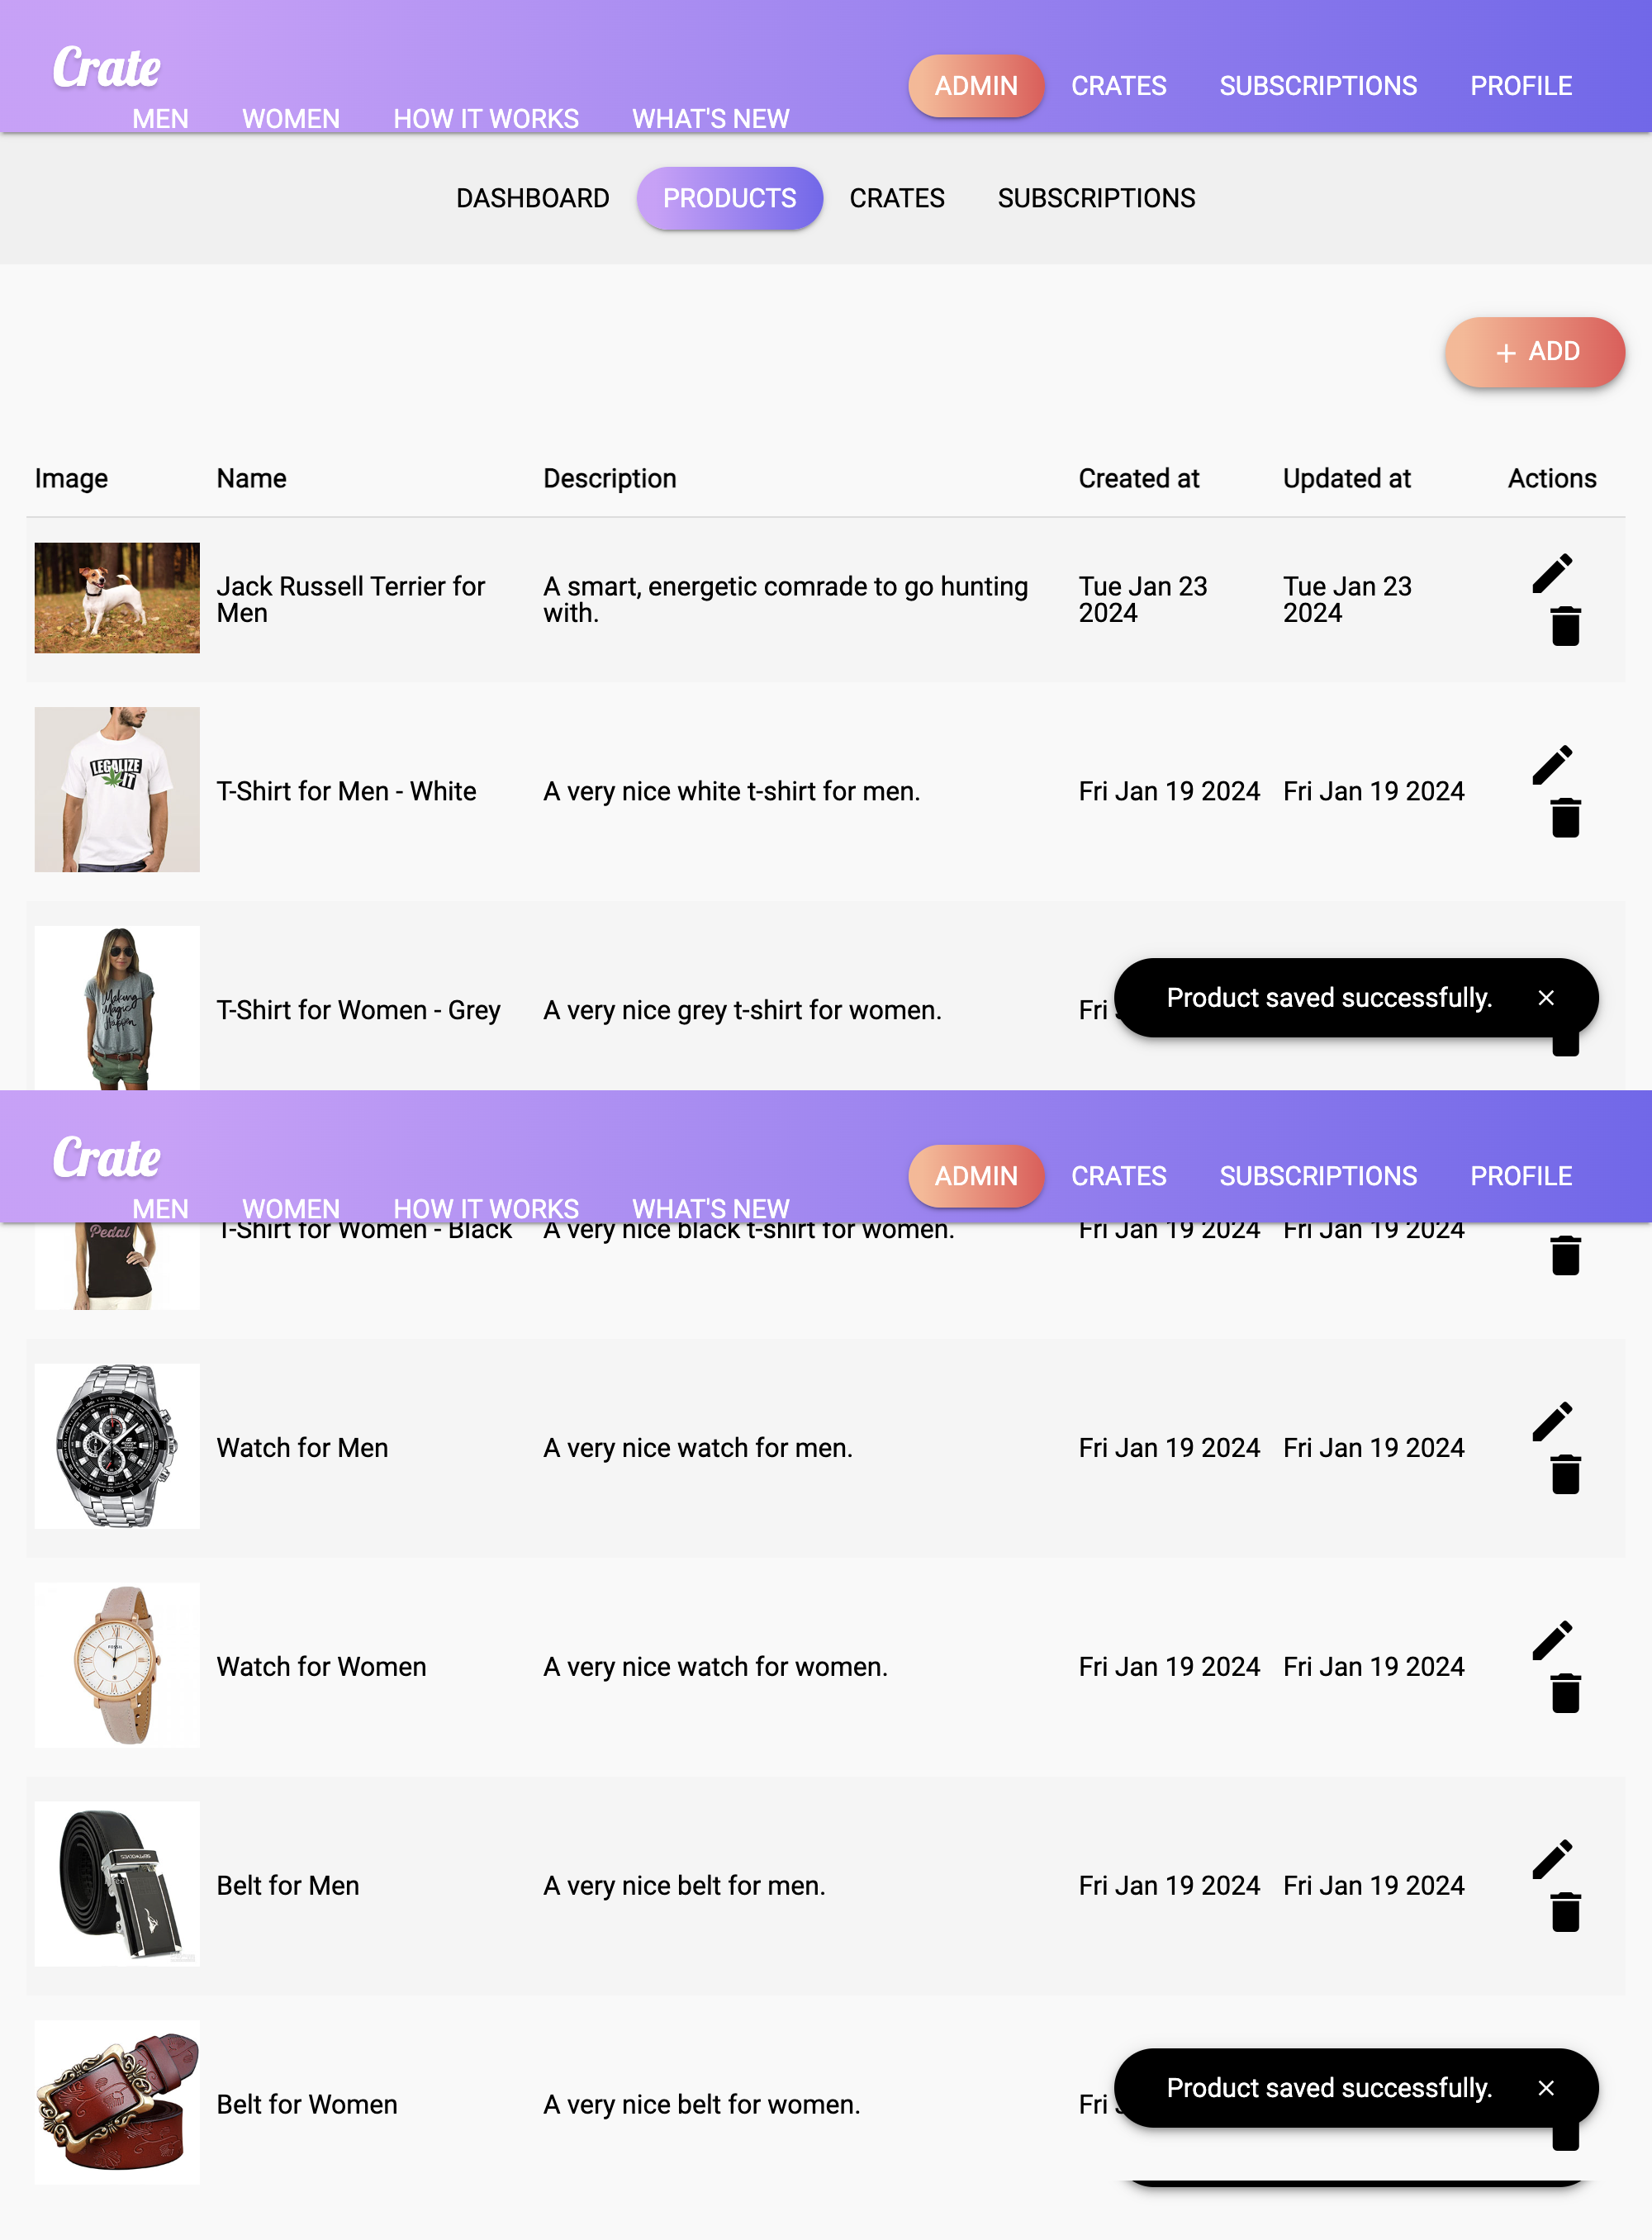 Crate
ADMIN CRATES SUBSCRIPTIONS PROFILE
MEN WOMEN HOW IT WORKS WHAT'S NEW
DASHBOARD PRODUCTS CRATES SUBSCRIPTIONS
+ ADD
Image Name Description Created at Updated at Actions
Jack Russell Terrier for A smart, energetic comrade to go hunting Tue Jan 23 Tue Jan 23
Men with. 2024 2024
LEGALIZE
IT
T-Shirt for Men - White A very nice white t-shirt for men. Fri Jan 19 2024 Fri Jan 19 2024
Making
Magic
Happen
T-Shirt for Women - Grey A very nice grey t-shirt for women. Fri
Product saved successfully. ×
Crate
ADMIN CRATES SUBSCRIPTIONS PROFILE
MEN WOMEN HOW IT WORKS WHAT'S NEW
Pedal
T-Shirt for Women - Black A very nice black t-shirt for women. Fri Jan 19 2024 Fri Jan 19 2024
Watch for Men A very nice watch for men. Fri Jan 19 2024 Fri Jan 19 2024
FOSSIL
Watch for Women A very nice watch for women. Fri Jan 19 2024 Fri Jan 19 2024
Belt for Men A very nice belt for men. Fri Jan 19 2024 Fri Jan 19 2024
Belt for Women A very nice belt for women. Fri
Product saved successfully. ×